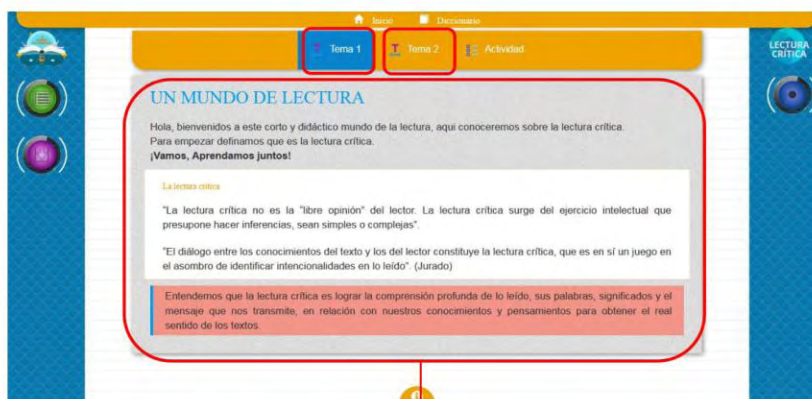 Inicio Diccionario
Tema 1 Tema 2 Actividad
LECTURA
CRÍTICA
UN MUNDO DE LECTURA
Hola, bienvenidos a este corto y didáctico mundo de la lectura, aqui conoceremos sobre la lectura crítica.
Para empezar definamos que es la lectura crítica.
¡Vamos, Aprendamos juntos!
La lectura crítica
"La lectura crítica no es la "libre opinión" del lector. La lectura crítica surge del ejercicio intelectual que
presupone hacer inferencias, sean simples o complejas".
"El diálogo entre los conocimientos del texto y los del lector constituye la lectura crítica, que es en sí un juego en
el asombro de identificar intencionalidades en lo leído". (Jurado)
Entendemos que la lectura crítica es lograr la comprensión profunda de lo leído, sus palabras, significados y el
mensaje que nos transmite, en relación con nuestros conocimientos y pensamientos para obtener el real
sentido de los textos.